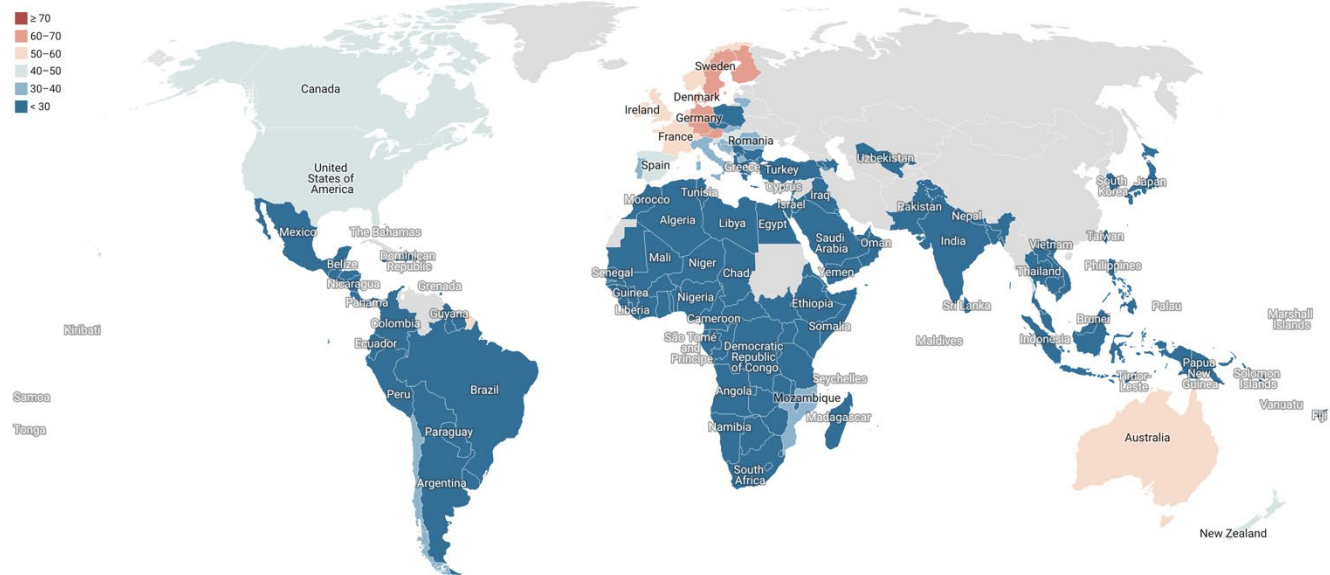 ≥ 70
60–70
50–60
40–50
30–40
< 30
Canada
United
States of
America
Mexico
The Bahamas
Dominican
Republic
Belize
Nicaragua
Grenada
Panama
Guyana
Colombia
Ecuador
Kiribati
Peru
Brazil
Samoa
Tonga
Paraguay
Argentina
Sweden
Denmark
Ireland
Germany
France
Romania
Spain
Greece
Turkey
Uzbekistan
Cyprus
Tunisia
Morocco
Israel
Iraq
Algeria
Libya
Egypt
Pakistan
Nepal
South
Korea
Japan
Saudi
Arabia
Oman
India
Vietnam
Taiwan
Mali
Niger
Chad
Senegal
Yemen
Thailand
Philippines
Guinea
Nigeria
Ethiopia
Liberia
Cameroon
Somalia
Sri Lanka
Brunei
Palau
Marshall
Islands
São Tomé
and
Príncipe
Democratic
Republic
of Congo
Maldives
Indonesia
Seychelles
Timor-
Leste
Papua
New
Guinea
Solomon
Islands
Angola
Mozambique
Madagascar
Vanuatu
Fiji
Namibia
South
Africa
Australia
New Zealand